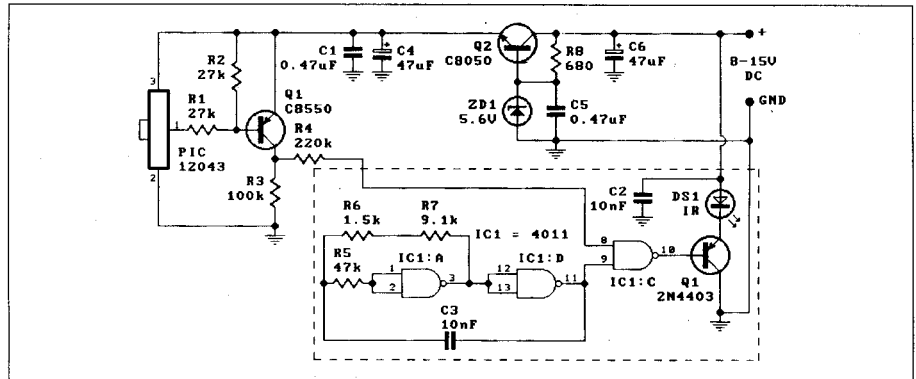 C1
0.47uF
C4
47uF
Q2
C8050
R8
680
C6
47uF
+
8-15V
DC
GND
R2
27k
Q1
C8550
R1
27k
3
1
2
PIC
12043
R4
220k
R3
100k
ZD1
5.6V
C5
0.47uF
C2
10nF
DS1
IR
R6
1.5k
R7
9.1k
IC1 = 4011
R5
47k
IC1:A
1
2
3
IC1:D
12
13
11
8
9
10
IC1:C
Q1
2N4403
C3
10nF